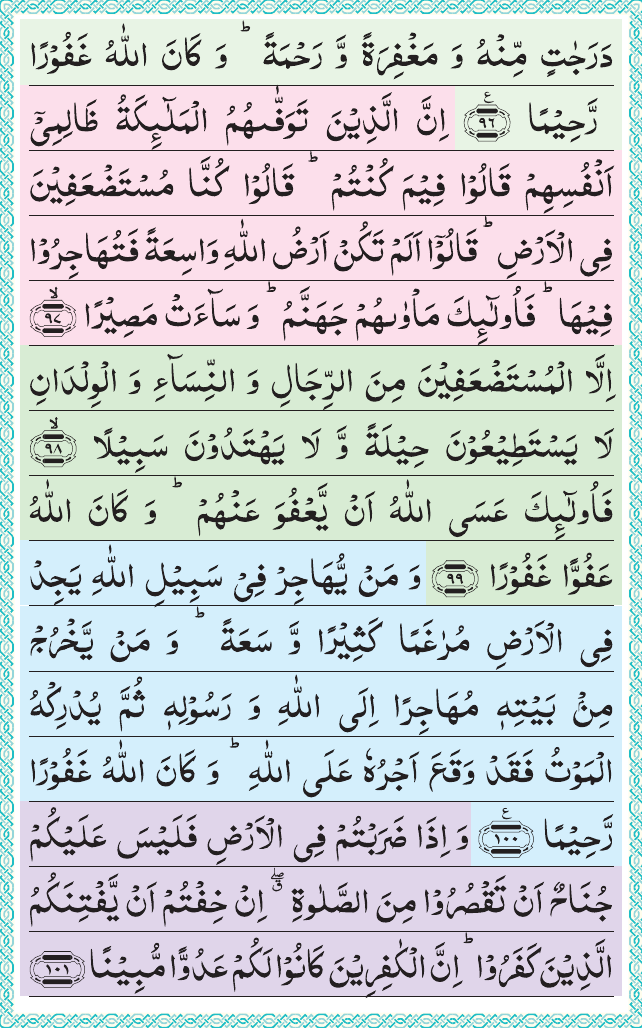 دَرَجٰتٍ مِّنْهُ وَ مَغْفِرَةً وَّ رَحْمَةً ؕ وَ كَانَ اللّٰهُ غَفُوْرًا
رَّحِیْمًا ۧ۝۹۶ اِنَّ الَّذِیْنَ تَوَفّٰىهُمُ الْمَلٰٓىِٕكَةُ ظَالِمِیْۤ
اَنْفُسِهِمْ قَالُوْا فِیْمَ كُنْتُمْ ؕ قَالُوْا كُنَّا مُسْتَضْعَفِیْنَ
فِی الْاَرْضِ ؕ قَالُوْۤا اَلَمْ تَكُنْ اَرْضُ اللّٰهِ وَاسِعَةً فَتُهَاجِرُوْا
فِیْهَا ؕ فَاُولٰٓىِٕكَ مَاْوٰىهُمْ جَهَنَّمُ ؕ وَ سَآءَتْ مَصِیْرًا ۙ۝۹۷
اِلَّا الْمُسْتَضْعَفِیْنَ مِنَ الرِّجَالِ وَ النِّسَآءِ وَ الْوِلْدَانِ
لَا یَسْتَطِیْعُوْنَ حِیْلَةً وَّ لَا یَهْتَدُوْنَ سَبِیْلًا ۙ۝۹۸
فَاُولٰٓىِٕكَ عَسَی اللّٰهُ اَنْ یَّعْفُوَ عَنْهُمْ ؕ وَ كَانَ اللّٰهُ
عَفُوًّا غَفُوْرًا ۝۹۹ وَ مَنْ یُّهَاجِرْ فِیْ سَبِیْلِ اللّٰهِ یَجِدْ
فِی الْاَرْضِ مُرٰغَمًا كَثِیْرًا وَّ سَعَةً ؕ وَ مَنْ یَّخْرُجْ
مِنْۢ بَیْتِهٖ مُهَاجِرًا اِلَی اللّٰهِ وَ رَسُوْلِهٖ ثُمَّ یُدْرِكْهُ
الْمَوْتُ فَقَدْ وَقَعَ اَجْرُهٗ عَلَی اللّٰهِ ؕ وَ كَانَ اللّٰهُ غَفُوْرًا
رَّحِیْمًا ۧ۝۱۰۰ وَ اِذَا ضَرَبْتُمْ فِی الْاَرْضِ فَلَیْسَ عَلَیْكُمْ
جُنَاحٌ اَنْ تَقْصُرُوْا مِنَ الصَّلٰوةِ ۗۖ اِنْ خِفْتُمْ اَنْ یَّفْتِنَكُمُ
الَّذِیْنَ كَفَرُوْا ؕ اِنَّ الْكٰفِرِیْنَ كَانُوْا لَكُمْ عَدُوًّا مُّبِیْنًا ۝۱۰۱